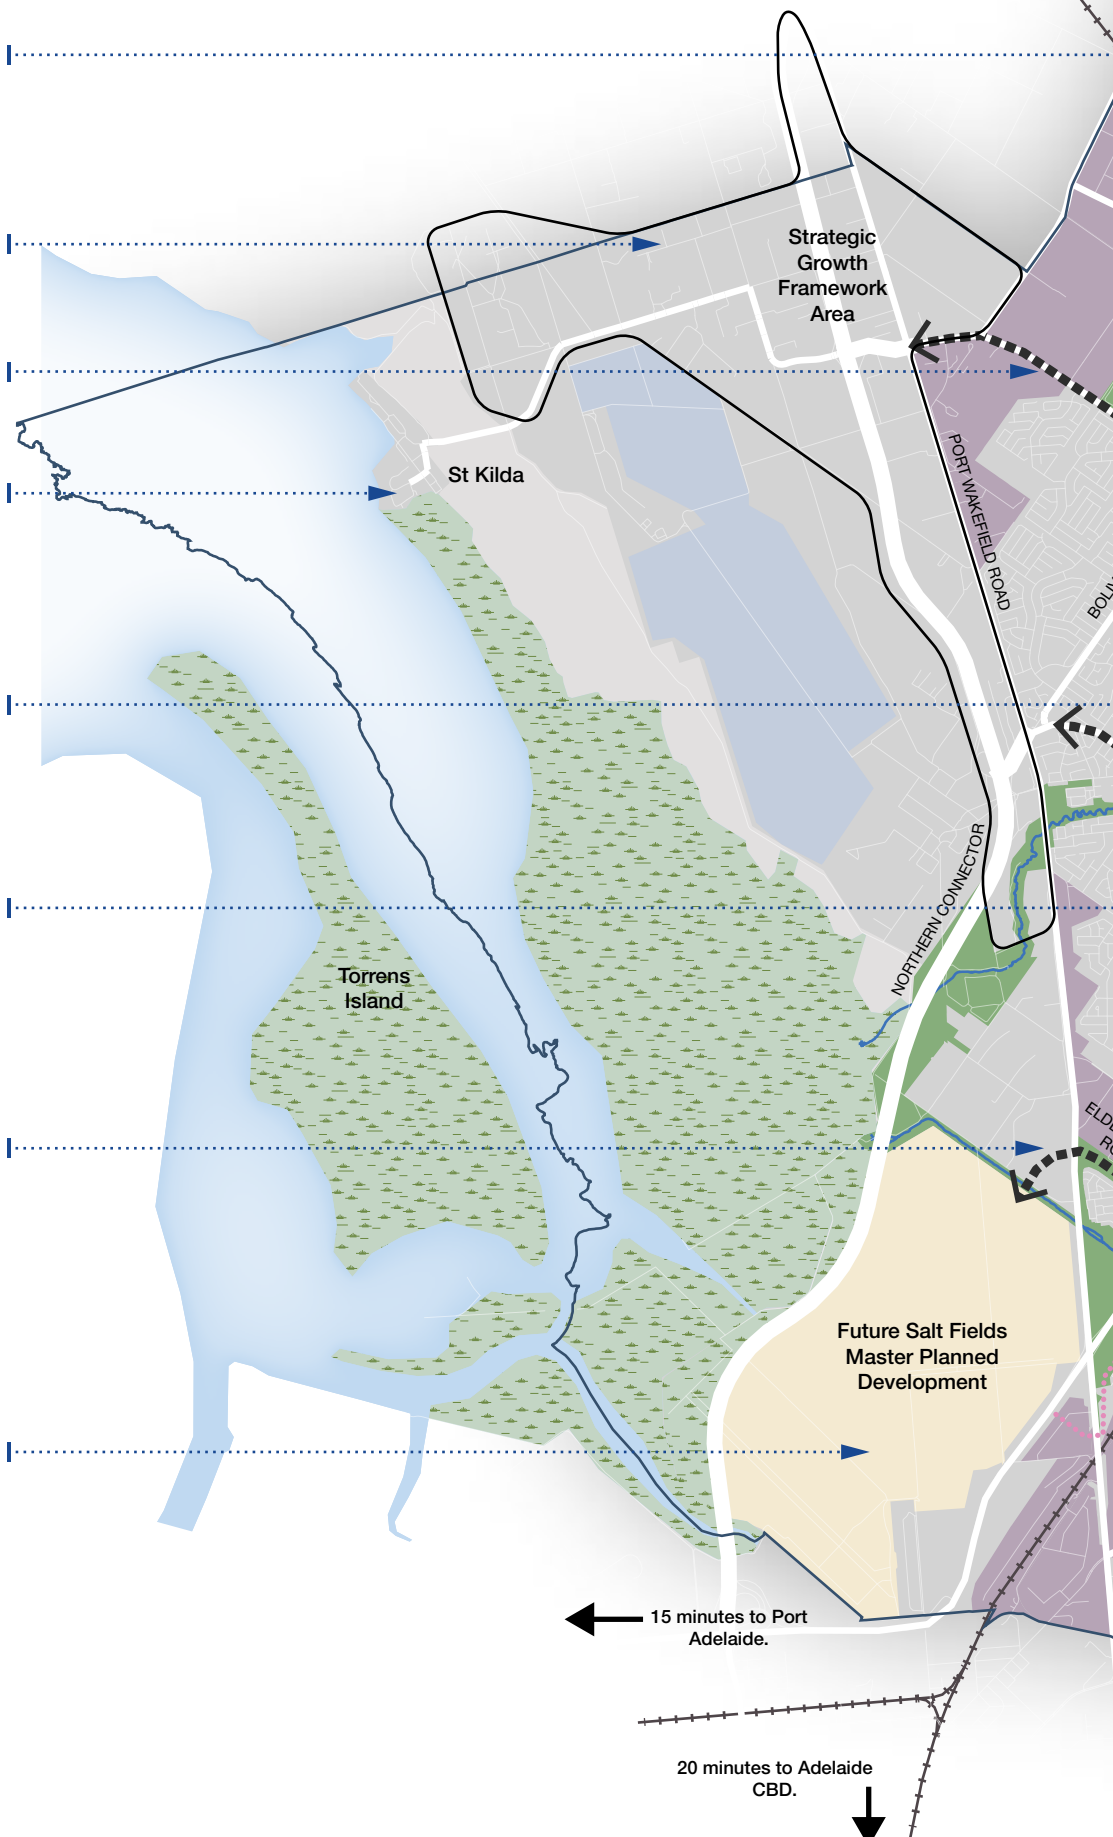 Strategic
Growth
Framework
Area
St Kilda
PORT WAKEFIELD ROAD
NORTHERN CONNECTOR
Torrens
Island
Future Salt Fields
Master Planned
Development
15 minutes to Port
Adelaide.
20 minutes to Adelaide
CBD.